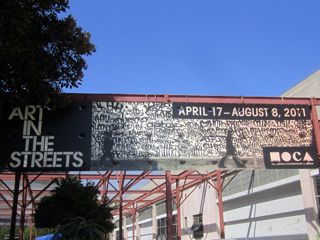 ART
IN
THE
STREETS
APRIL 17 – AUGUST 8, 2011
MOCA